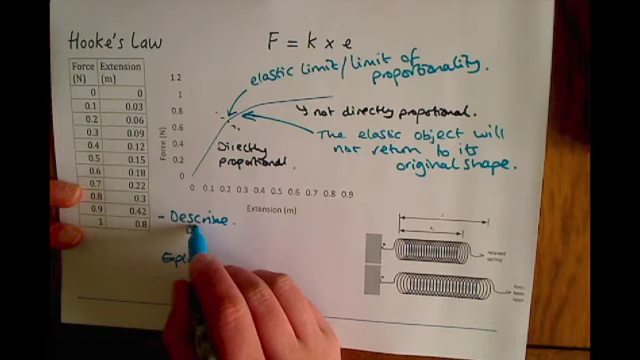 Hooke's Law
F = k x e
Force (N) Extension (m)
0 0
0.1 0.03
0.2 0.06
0.3 0.09
0.4 0.12
0.5 0.15
0.6 0.18
0.7 0.22
0.8 0.3
0.9 0.42
1 0.8
elastic limit/limit of
proportionality.
1.2
1
0.8
0.6
0.4
0.2
0
Force (N)
not directly proportional.
The elastic object will
not return to its
original shape.
Directly
proportional.
0 0.1 0.2 0.3 0.4 0.5 0.6 0.7 0.8 0.9
Extension (m)
- Describe.
relaxed
spring